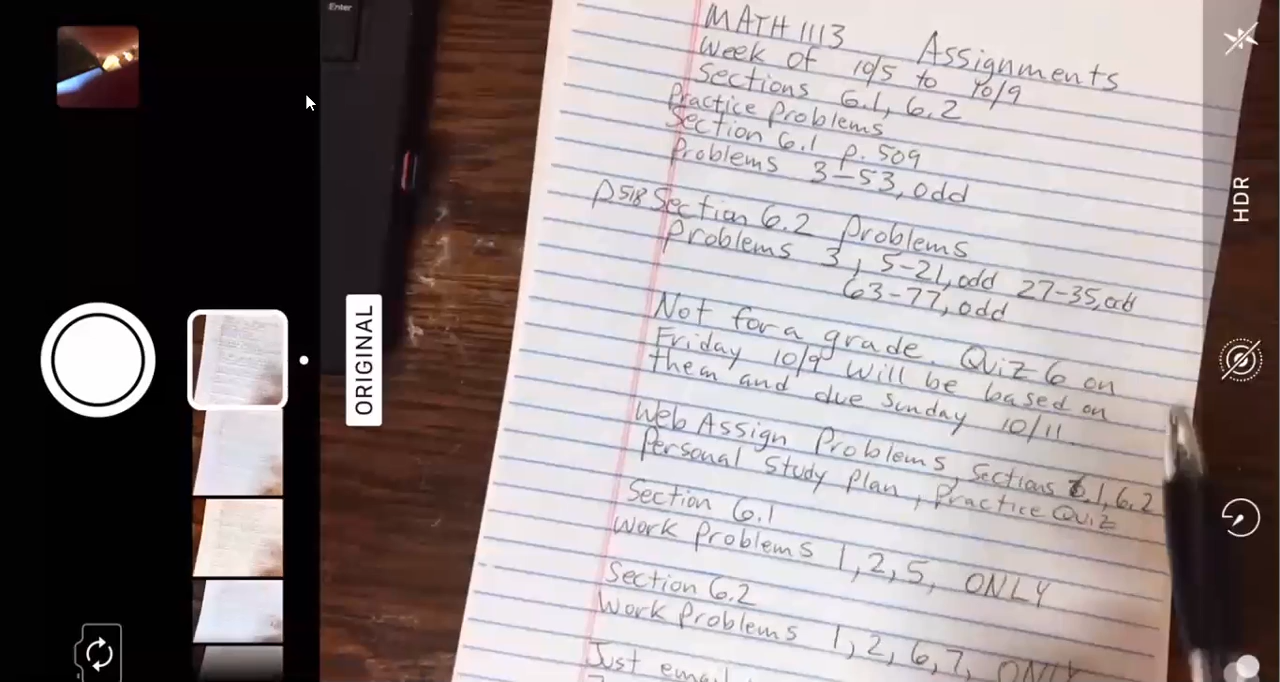 Enter
HDR
ORIGINAL
MATH 1113 Assignments
Week of 10/5 to 10/9
Sections 6.1, 6.2
Practice Problems
Section 6.1 p. 509
Problems 3-53, odd
p518 Section 6.2 Problems
Problems 3, 5-21, odd 27-35, odd
63-77, odd
Not for a grade. Quiz 6 on
Friday 10/9 will be based on
them and due Sunday 10/11.
WebAssign Problems, Sections 6.1, 6.2
Personal Study Plan, Practice Quiz
Section 6.1
Work Problems 1, 2, 5, ONLY
Section 6.2
Work Problems 1, 2, 6, 7, ONLY
Just email